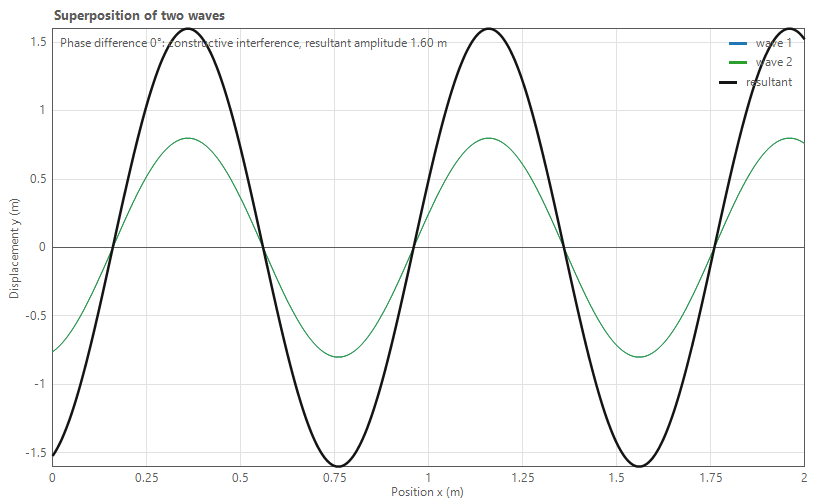 Superposition of two waves
Phase difference 0°: constructive interference, resultant amplitude 1.60 m
wave 1
wave 2
resultant
Displacement y (m)
1.5
1
0.5
0
-0.5
-1
-1.5
0 0.25 0.5 0.75 1 1.25 1.5 1.75 2
Position x (m)